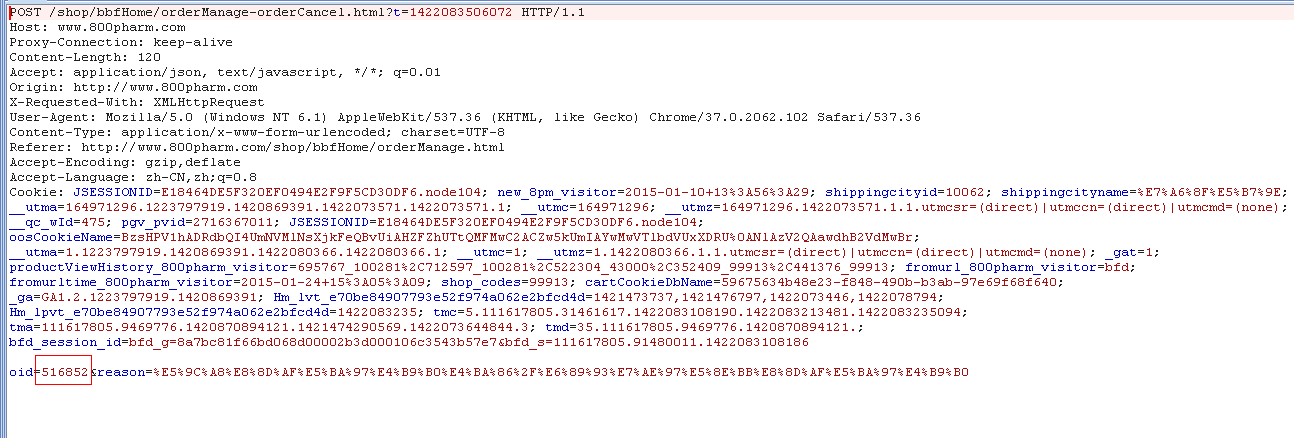 POST /shop/bbfHome/orderManage-orderCancel.html?t=1422083506072 HTTP/1.1
Host: www.800pharm.com
Proxy-Connection: keep-alive
Content-Length: 120
Accept: application/json, text/javascript, */*; q=0.01
Origin: http://www.800pharm.com
X-Requested-With: XMLHttpRequest
User-Agent: Mozilla/5.0 (Windows NT 6.1) AppleWebKit/537.36 (KHTML, like Gecko) Chrome/37.0.2062.102 Safari/537.36
Content-Type: application/x-www-form-urlencoded; charset=UTF-8
Referer: http://www.800pharm.com/shop/bbfHome/orderManage.html
Accept-Encoding: gzip,deflate
Accept-Language: zh-CN,zh;q=0.8
Cookie: JSESSIONID=E18464DE5F320EF0494E2F9F5CD30DF6.node104; new_8pm_visitor=2015-01-10+13%3A56%3A29; shippingcityid=10062; shippingcityname=%E7%A6%8F%E5%B7%9E;
__utma=164971296.1223797919.1420869391.1422073571.1422073571.1; __utmc=164971296; __utmz=164971296.1422073571.1.1.utmcsr=(direct)|utmccn=(direct)|utmcmd=(none);
__qc_wId=475; pgv_pvid=2716367011; JSESSIONID=E18464DE5F320EF0494E2F9F5CD30DF6.node104;
oosCookieName=BzsHPV1hADRdbQI4UmNVMlNsXjkFeQBvUiAHZFZhUTtQMFMwC2ACZw5kUmIAYwMwVTlbdVUxXDRU%0ANlAzV2QAawdhB2VdMwBr;
__utma=1.1223797919.1420869391.1422080366.1422080366.1; __utmc=1; __utmz=1.1422080366.1.1.utmcsr=(direct)|utmccn=(direct)|utmcmd=(none); _gat=1;
productViewHistory_800pharm_visitor=695767_100281%2C712597_100281%2C522304_43000%2C352409_99913%2C441376_99913; fromurl_800pharm_visitor=bfd;
fromurltime_800pharm_visitor=2015-01-24+15%3A05%3A09; shop_codes=99913; cartCookieDbName=59675634b48e23-f848-490b-b3ab-97e69f68f640;
_ga=GA1.2.1223797919.1420869391; Hm_lvt_e70be84907793e52f974a062e2bfcd4d=1421473737,1421476797,1422073446,1422078794;
Hm_lpvt_e70be84907793e52f974a062e2bfcd4d=1422083235; tmc=5.111617805.31461617.1422083108190.1422083213481.1422083235094;
tma=111617805.9469776.1420870894121.1421474290569.1422073644844.3; tmd=35.111617805.9469776.1420870894121.;
bfd_session_id=bfd_g=8a7bc81f66bd068d00002b3d000106c3543b57e7&bfd_s=111617805.91480011.1422083108186
oid=516852&reason=%E5%9C%A8%E8%8D%AF%E5%BA%97%E4%B9%B0%E4%BA%86%2F%E6%89%93%E7%AE%97%E5%8E%BB%E8%8D%AF%E5%BA%97%E4%B9%B0